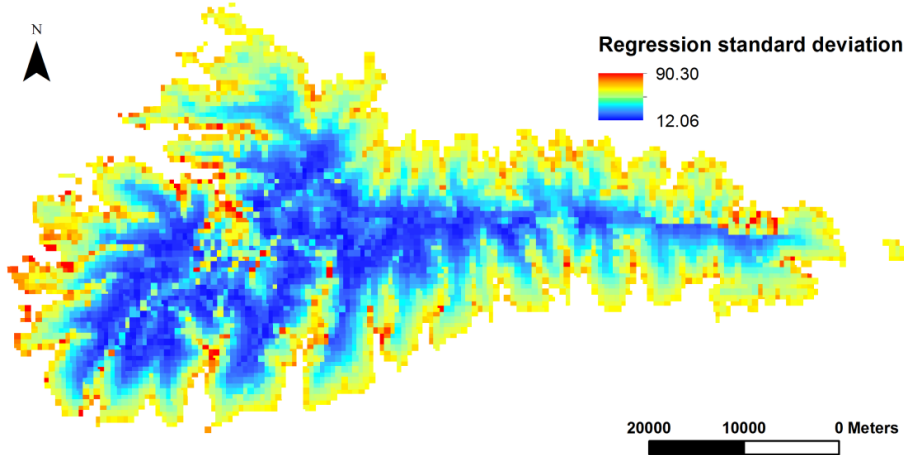 N
Regression standard deviation
90.30
12.06
20000 10000 0 Meters